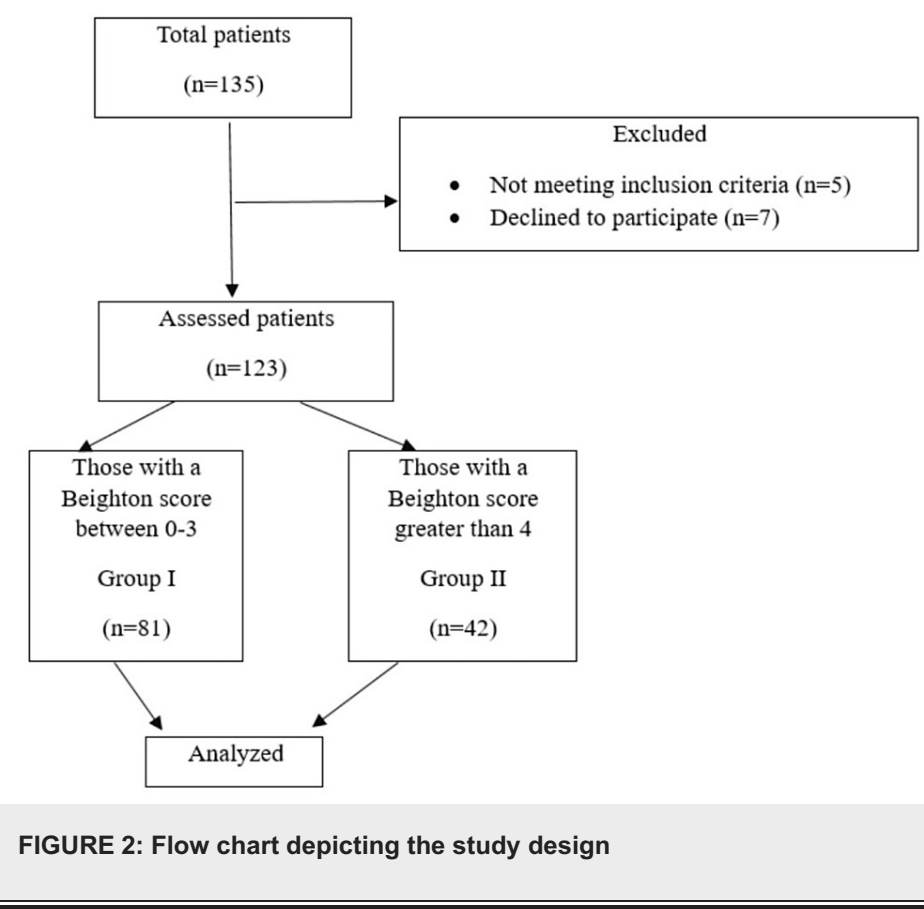 Total patients
(n=135)
Excluded
• Not meeting inclusion criteria (n=5)
• Declined to participate (n=7)
Assessed patients
(n=123)
Those with a
Beighton score
between 0-3
Group I
(n=81)
Those with a
Beighton score
greater than 4
Group II
(n=42)
Analyzed
FIGURE 2: Flow chart depicting the study design